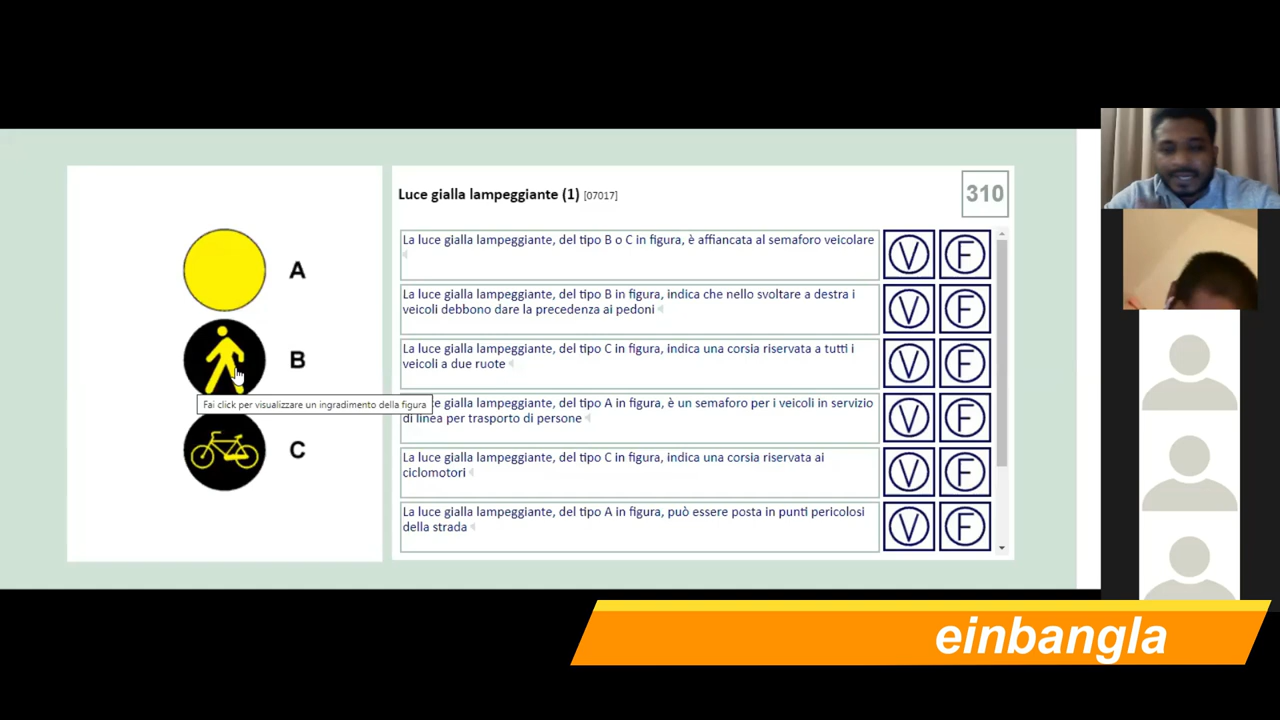 Luce gialla lampeggiante (1) [07017]
310
A
B
C
Fai click per visualizzare un ingradimento della figura
La luce gialla lampeggiante, del tipo B o C in figura, è affiancata al semaforo veicolare
V F
La luce gialla lampeggiante, del tipo B in figura, indica che nello svoltare a destra i
veicoli debbono dare la precedenza ai pedoni
V F
La luce gialla lampeggiante, del tipo C in figura, indica una corsia riservata a tutti i
veicoli a due ruote
V F
ce gialla lampeggiante, del tipo A in figura, è un semaforo per i veicoli in servizio
di linea per trasporto di persone
V F
La luce gialla lampeggiante, del tipo C in figura, indica una corsia riservata ai
ciclomotori
V F
La luce gialla lampeggiante, del tipo A in figura, può essere posta in punti pericolosi
della strada
V F
einbangla